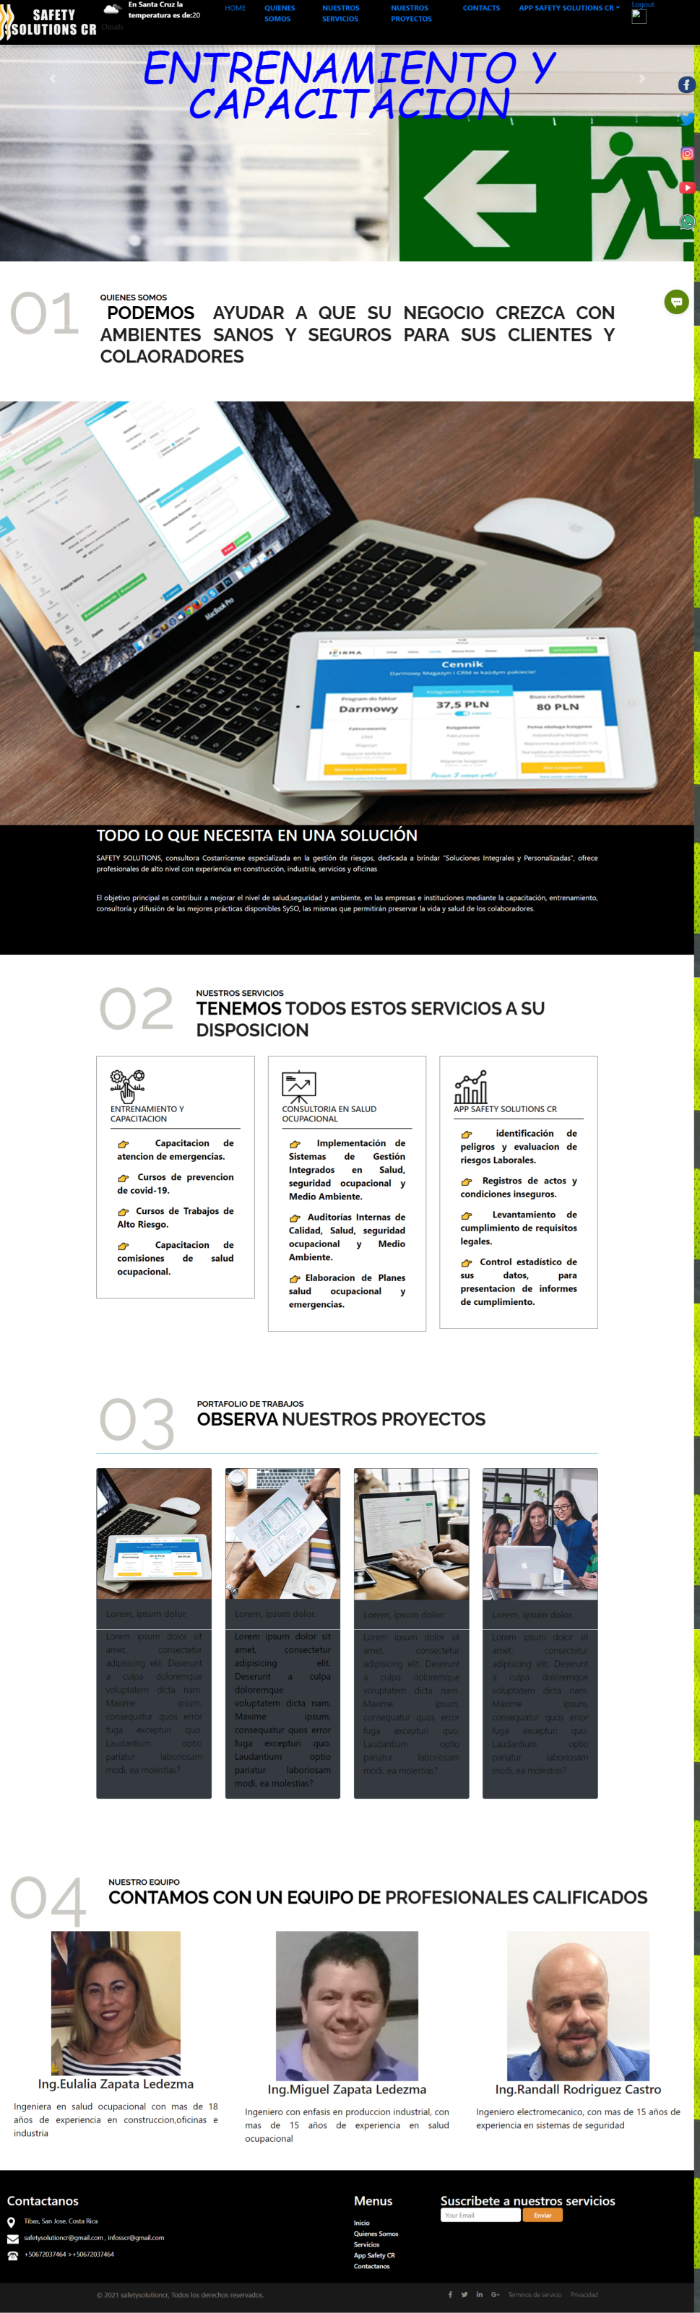 SAFETY
SOLUTIONS CR
En Santa Cruz la
temperatura es de:20
Clouds
HOME
QUIENES
SOMOS
NUESTROS
SERVICIOS
NUESTROS
PROYECTOS
CONTACTS
APP SAFETY SOLUTIONS CR
Logout
ENTRENAMIENTO Y
CAPACITACION
01
QUIENES SOMOS
PODEMOS AYUDAR A QUE SU NEGOCIO CREZCA CON
AMBIENTES SANOS Y SEGUROS PARA SUS CLIENTES Y
COLAORADORES
MacBook Pro
IFIRMA
Cennik
Darmowy Magazyn i CRM w każdym pakiecie!
Program do faktur
Darmowy
Księgowość internetowa
37,5 PLN
Biuro rachunkowe
80 PLN
TODO LO QUE NECESITA EN UNA SOLUCIÓN
SAFETY SOLUTIONS, consultora Costarricense especializada en la gestión de riesgos, dedicada a brindar "Soluciones Integrales y Personalizadas", ofrece
profesionales de alto nivel con experiencia en construcción, industria, servicios y oficinas
El objetivo principal es contribuir a mejorar el nivel de salud,seguridad y ambiente, en las empresas e instituciones mediante la capacitación, entrenamiento,
consultoría y difusión de las mejores prácticas disponibles SySO, las mismas que permitirán preservar la vida y salud de los colaboradores.
02
NUESTROS SERVICIOS
TENEMOS TODOS ESTOS SERVICIOS A SU
DISPOSICION
ENTRENAMIENTO Y
CAPACITACION
Capacitacion de
atencion de emergencias.
Cursos de prevencion
de covid-19.
Cursos de Trabajos de
Alto Riesgo.
Capacitacion de
comisiones de salud
ocupacional.
CONSULTORIA EN SALUD
OCUPACIONAL
Implementación de
Sistemas de Gestión
Integrados en Salud,
seguridad ocupacional y
Medio Ambiente.
Auditorías Internas de
Calidad, Salud, seguridad
ocupacional y Medio
Ambiente.
Elaboracion de Planes
salud ocupacional y
emergencias.
APP SAFETY SOLUTIONS CR
identificación de
peligros y evaluacion de
riesgos Laborales.
Registros de actos y
condiciones inseguros.
Levantamiento de
cumplimiento de requisitos
legales.
Control estadístico de
sus datos, para
presentacion de informes
de cumplimiento.
03
PORTAFOLIO DE TRABAJOS
OBSERVA NUESTROS PROYECTOS
Lorem, ipsum dolor.
Lorem ipsum dolor sit
amet, consectetur
adipisicing elit. Deserunt
a culpa doloremque
voluptatem dicta nam.
Maxime ipsum,
consequatur quos error
fuga excepturi quo.
Laudantium optio
pariatur laboriosam
modi, ea molestias?
Lorem, ipsum dolor.
Lorem ipsum dolor sit
amet, consectetur
adipisicing elit.
Deserunt a culpa
doloremque
voluptatem dicta nam.
Maxime ipsum,
consequatur quos error
fuga excepturi quo.
Laudantium optio
pariatur laboriosam
modi, ea molestias?
Lorem, ipsum dolor.
Lorem ipsum dolor sit
amet, consectetur
adipisicing elit. Deserunt
a culpa doloremque
voluptatem dicta nam.
Maxime ipsum,
consequatur quos error
fuga excepturi quo.
Laudantium optio
pariatur laboriosam
modi, ea molestias?
Lorem, ipsum dolor.
Lorem ipsum dolor sit
amet, consectetur
adipisicing elit. Deserunt
a culpa doloremque
voluptatem dicta nam.
Maxime ipsum,
consequatur quos error
fuga excepturi quo.
Laudantium optio
pariatur laboriosam
modi, ea molestias?
04
NUESTRO EQUIPO
CONTAMOS CON UN EQUIPO DE PROFESIONALES CALIFICADOS
Ing.Eulalia Zapata Ledezma
Ingeniera en salud ocupacional con mas de 18
años de experiencia en construccion,oficinas e
industria
Ing.Miguel Zapata Ledezma
Ingeniero con enfasis en produccion industrial, con
mas de 15 años de experiencia en salud
ocupacional
Ing.Randall Rodriguez Castro
Ingeniero electromecanico, con mas de 15 años de
experiencia en sistemas de seguridad
Contactanos
Tibas, San Jose, Costa Rica
safetysolutioncr@gmail.com , infosscr@gmail.com
+50672037464 >+50672037464
Menus
Inicio
Quienes Somos
Servicios
App Safety CR
Contactanos
Suscribete a nuestros servicios
Your Email
Enviar
© 2021 safetysolutioncr, Todos los derechos reservados.
Terminos de servicio
Privacidad